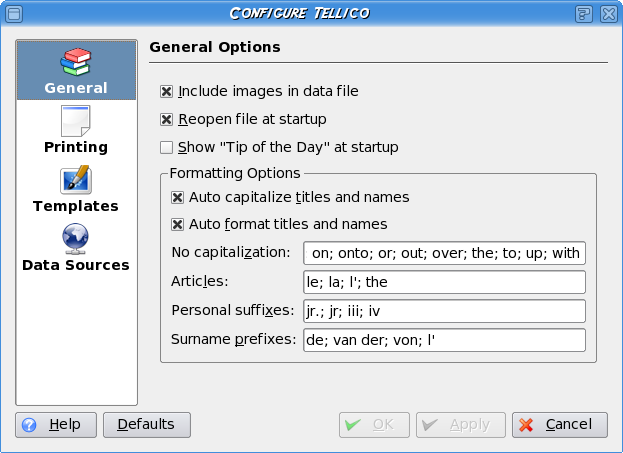 Configure Tellico
General
Printing
Templates
Data Sources
General Options
Include images in data file
Reopen file at startup
Show "Tip of the Day" at startup
Formatting Options
Auto capitalize titles and names
Auto format titles and names
No capitalization: on; onto; or; out; over; the; to; up; with
Articles: le; la; l'; the
Personal suffixes: jr.; jr; iii; iv
Surname prefixes: de; van der; von; l'
Help Defaults OK Apply Cancel